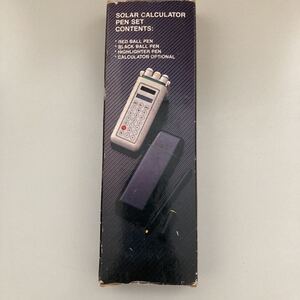 SOLAR CALCULATOR
PEN SET
CONTENTS:
* RED BALL PEN
* BLACK BALL PEN
* HIGHLIGHTER PEN
* CALCULATOR OPTIONAL